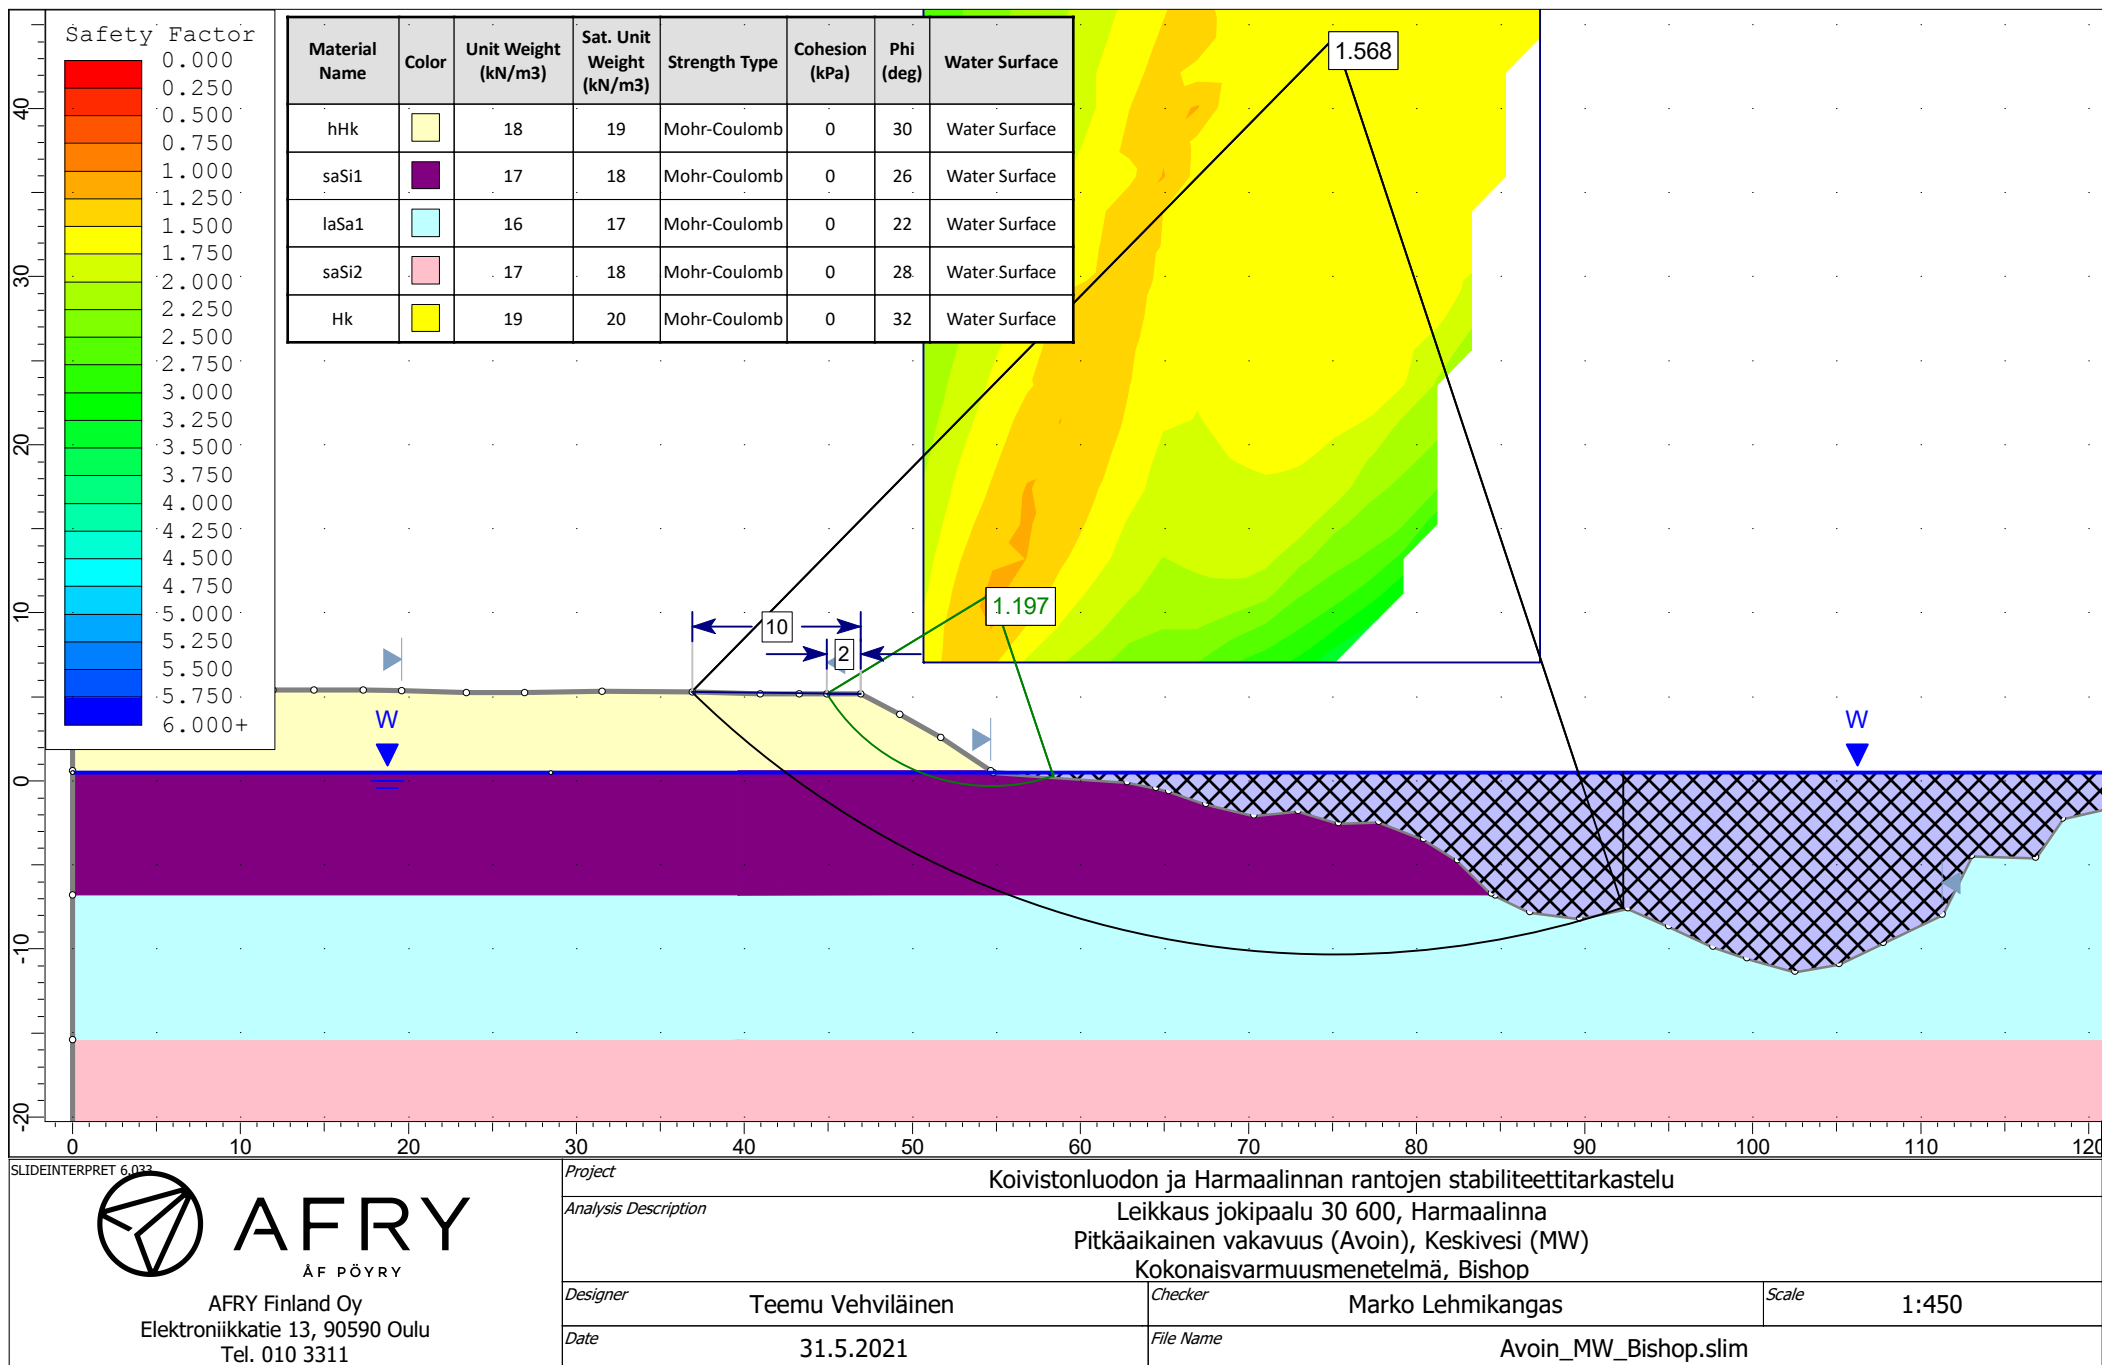 Safety Factor
0.000
0.250
0.500
0.750
1.000
1.250
1.500
1.750
2.000
2.250
2.500
2.750
3.000
3.250
3.500
3.750
4.000
4.250
4.500
4.750
5.000
5.250
5.500
5.750
6.000+
Material Name Color Unit Weight (kN/m3) Sat. Unit Weight (kN/m3) Strength Type Cohesion (kPa) Phi (deg) Water Surface
hHk 18 19 Mohr-Coulomb 0 30 Water Surface
saSi1 17 18 Mohr-Coulomb 0 26 Water Surface
laSa1 16 17 Mohr-Coulomb 0 22 Water Surface
saSi2 17 18 Mohr-Coulomb 0 28 Water Surface
Hk 19 20 Mohr-Coulomb 0 32 Water Surface
1.568
1.197
10
2
W
W
40
30
20
10
0
-10
-20
0 10 20 30 40 50 60 70 80 90 100 110 120
SLIDEINTERPRET 6.033
AFRY
ÅF PÖYRY
AFRY Finland Oy
Elektroniikkatie 13, 90590 Oulu
Tel. 010 3311
Project
Koivistonluodon ja Harmaalinnan rantojen stabiliteettitarkastelu
Analysis Description
Leikkaus jokipaalu 30 600, Harmaalinna
Pitkäaikainen vakavuus (Avoin), Keskivesi (MW)
Kokonaisvarmuusmenetelmä, Bishop
Designer
Teemu Vehviläinen
Checker
Marko Lehmikangas
Scale
1:450
Date
31.5.2021
File Name
Avoin_MW_Bishop.slim